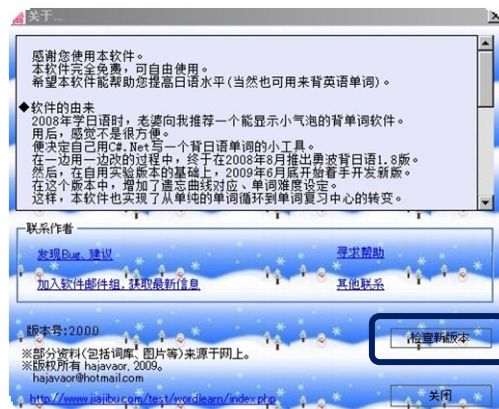 关于...
感谢您使用本软件。
本软件完全免费，可自由使用。
希望本软件能帮助您提高日语水平(当然也可用来背英语单词)。
◆软件的由来
2008年学日语时，老婆向我推荐一个能显示小气泡的背单词软件。
用后，感觉不是很方便。
便决定自己用C#.Net写一个背日语单词的小工具。
在一边用一边改的过程中，终于在2008年8月推出勇波背日语1.8版。
然后，在自用实验版本的基础上，2009年6月底开始着手开发新版。
在这个版本中，增加了遗忘曲线对应、单词难度设定。
这样，本软件也实现了从单纯的单词循环到单词复习中心的转变。
联系作者
发现Bug、建议
寻求帮助
加入软件邮件组，获取最新信息
其他联系
版本号:2.0.0.0
检查新版本
※部分资料(包括词库、图片等)来源于网上。
※版权所有 hajavaor, 2009。
hajavaor@hotmail.com
http://www.jiajibu.com/test/wordlearn/index.php
关闭